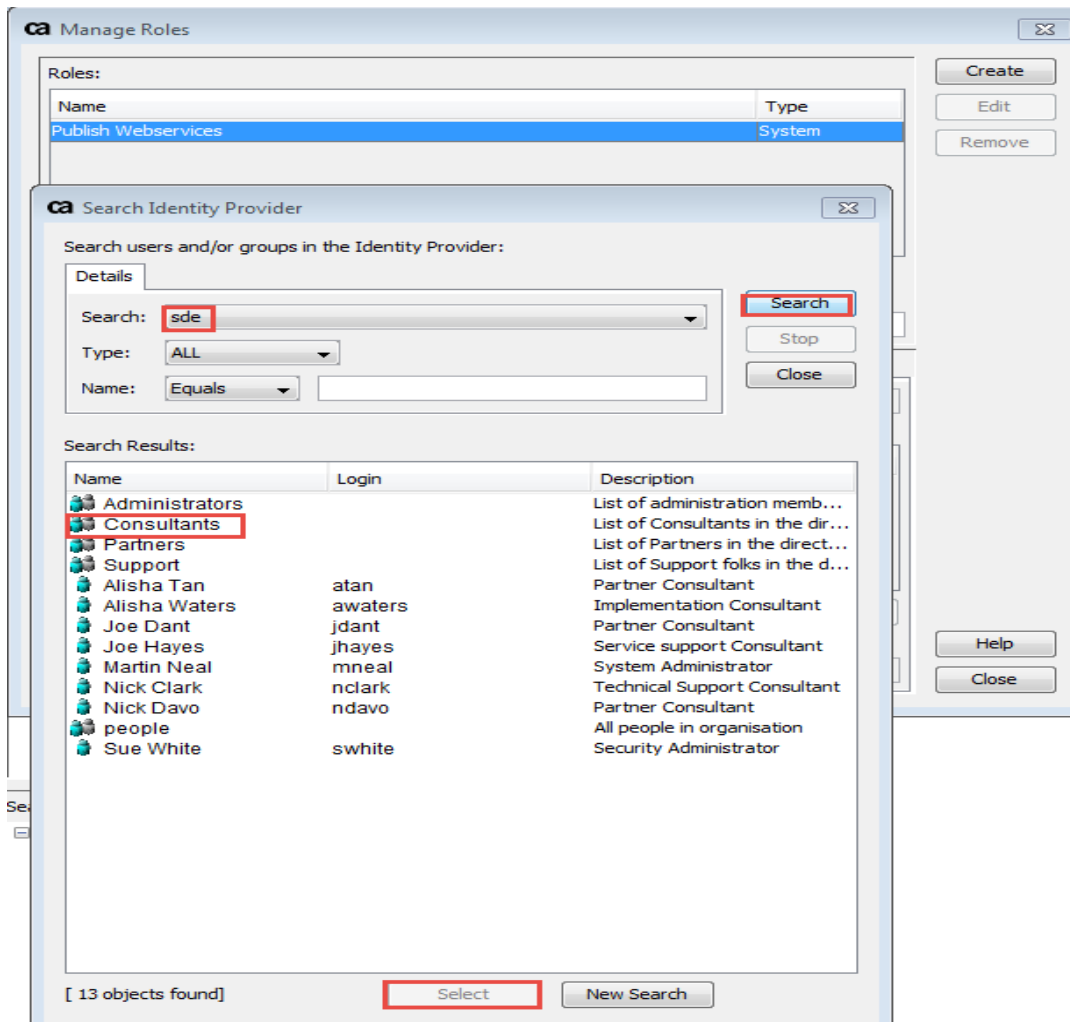 ca Manage Roles
Roles:
Create
Name Type
Edit
Publish Webservices System
Remove
ca Search Identity Provider
Search users and/or groups in the Identity Provider:
Details
Search: sde
Search
Type: ALL
Stop
Name: Equals
Close
Search Results:
Name Login Description
Administrators List of administration memb...
Consultants List of Consultants in the dir...
Partners List of Partners in the direct...
Support List of Support folks in the d...
Alisha Tan atan Partner Consultant
Alisha Waters awaters Implementation Consultant
Joe Dant jdant Partner Consultant
Joe Hayes jhayes Service support Consultant
Martin Neal mneal System Administrator
Nick Clark nclark Technical Support Consultant
Nick Davo ndavo Partner Consultant
people All people in organisation
Sue White swhite Security Administrator
Help
Close
Sea
[ 13 objects found] Select New Search